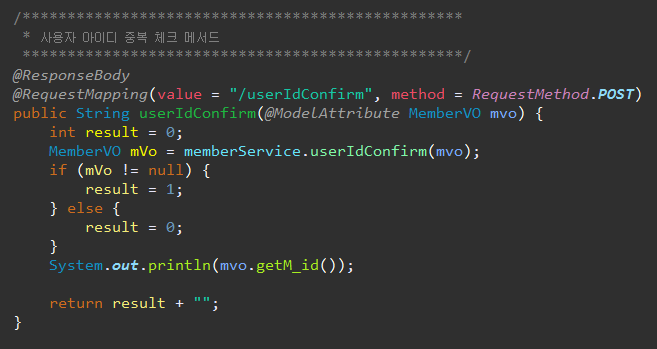 /*************************************************
 * 사용자 아이디 중복 체크 메서드
 *************************************************/
@ResponseBody
@RequestMapping(value = "/userIdConfirm", method = RequestMethod.POST)
public String userIdConfirm(@ModelAttribute MemberVO mvo) {
    int result = 0;
    MemberVO mVo = memberService.userIdConfirm(mvo);
    if (mVo != null) {
        result = 1;
    } else {
        result = 0;
    }
    System.out.println(mvo.getM_id());

    return result + "";
}